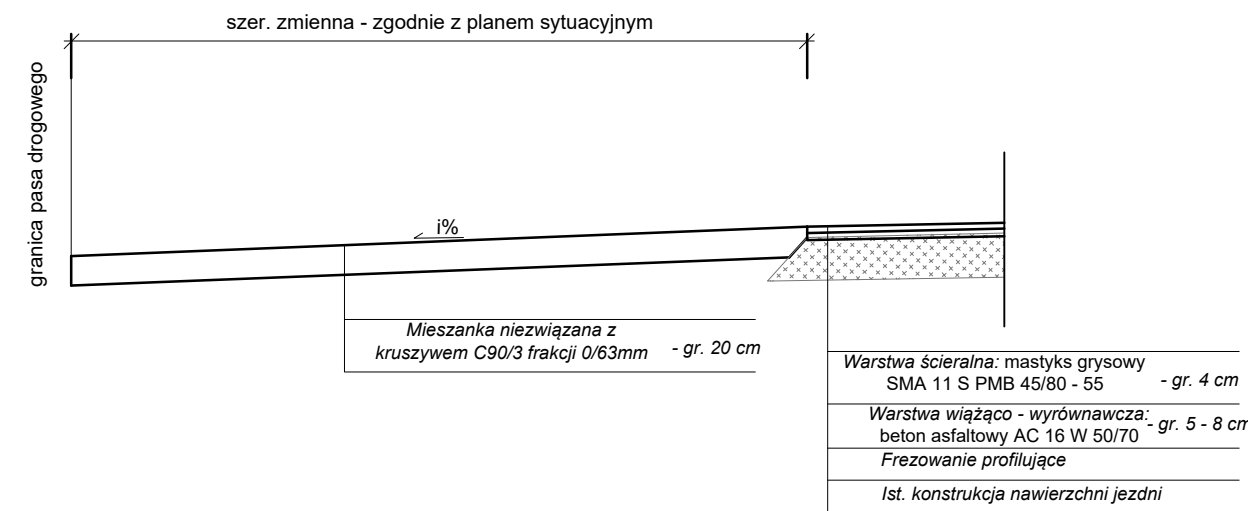 szer. zmienna - zgodnie z planem sytuacyjnym
granica pasa drogowego
i%
Mieszanka niezwiązana z
kruszywem C90/3 frakcji 0/63mm - gr. 20 cm
Warstwa ścieralna: mastyks grysowy
SMA 11 S PMB 45/80 - 55 - gr. 4 cm
Warstwa wiążąco - wyrównawcza:
beton asfaltowy AC 16 W 50/70 - gr. 5 - 8 cm
Frezowanie profilujące
Ist. konstrukcja nawierzchni jezdni